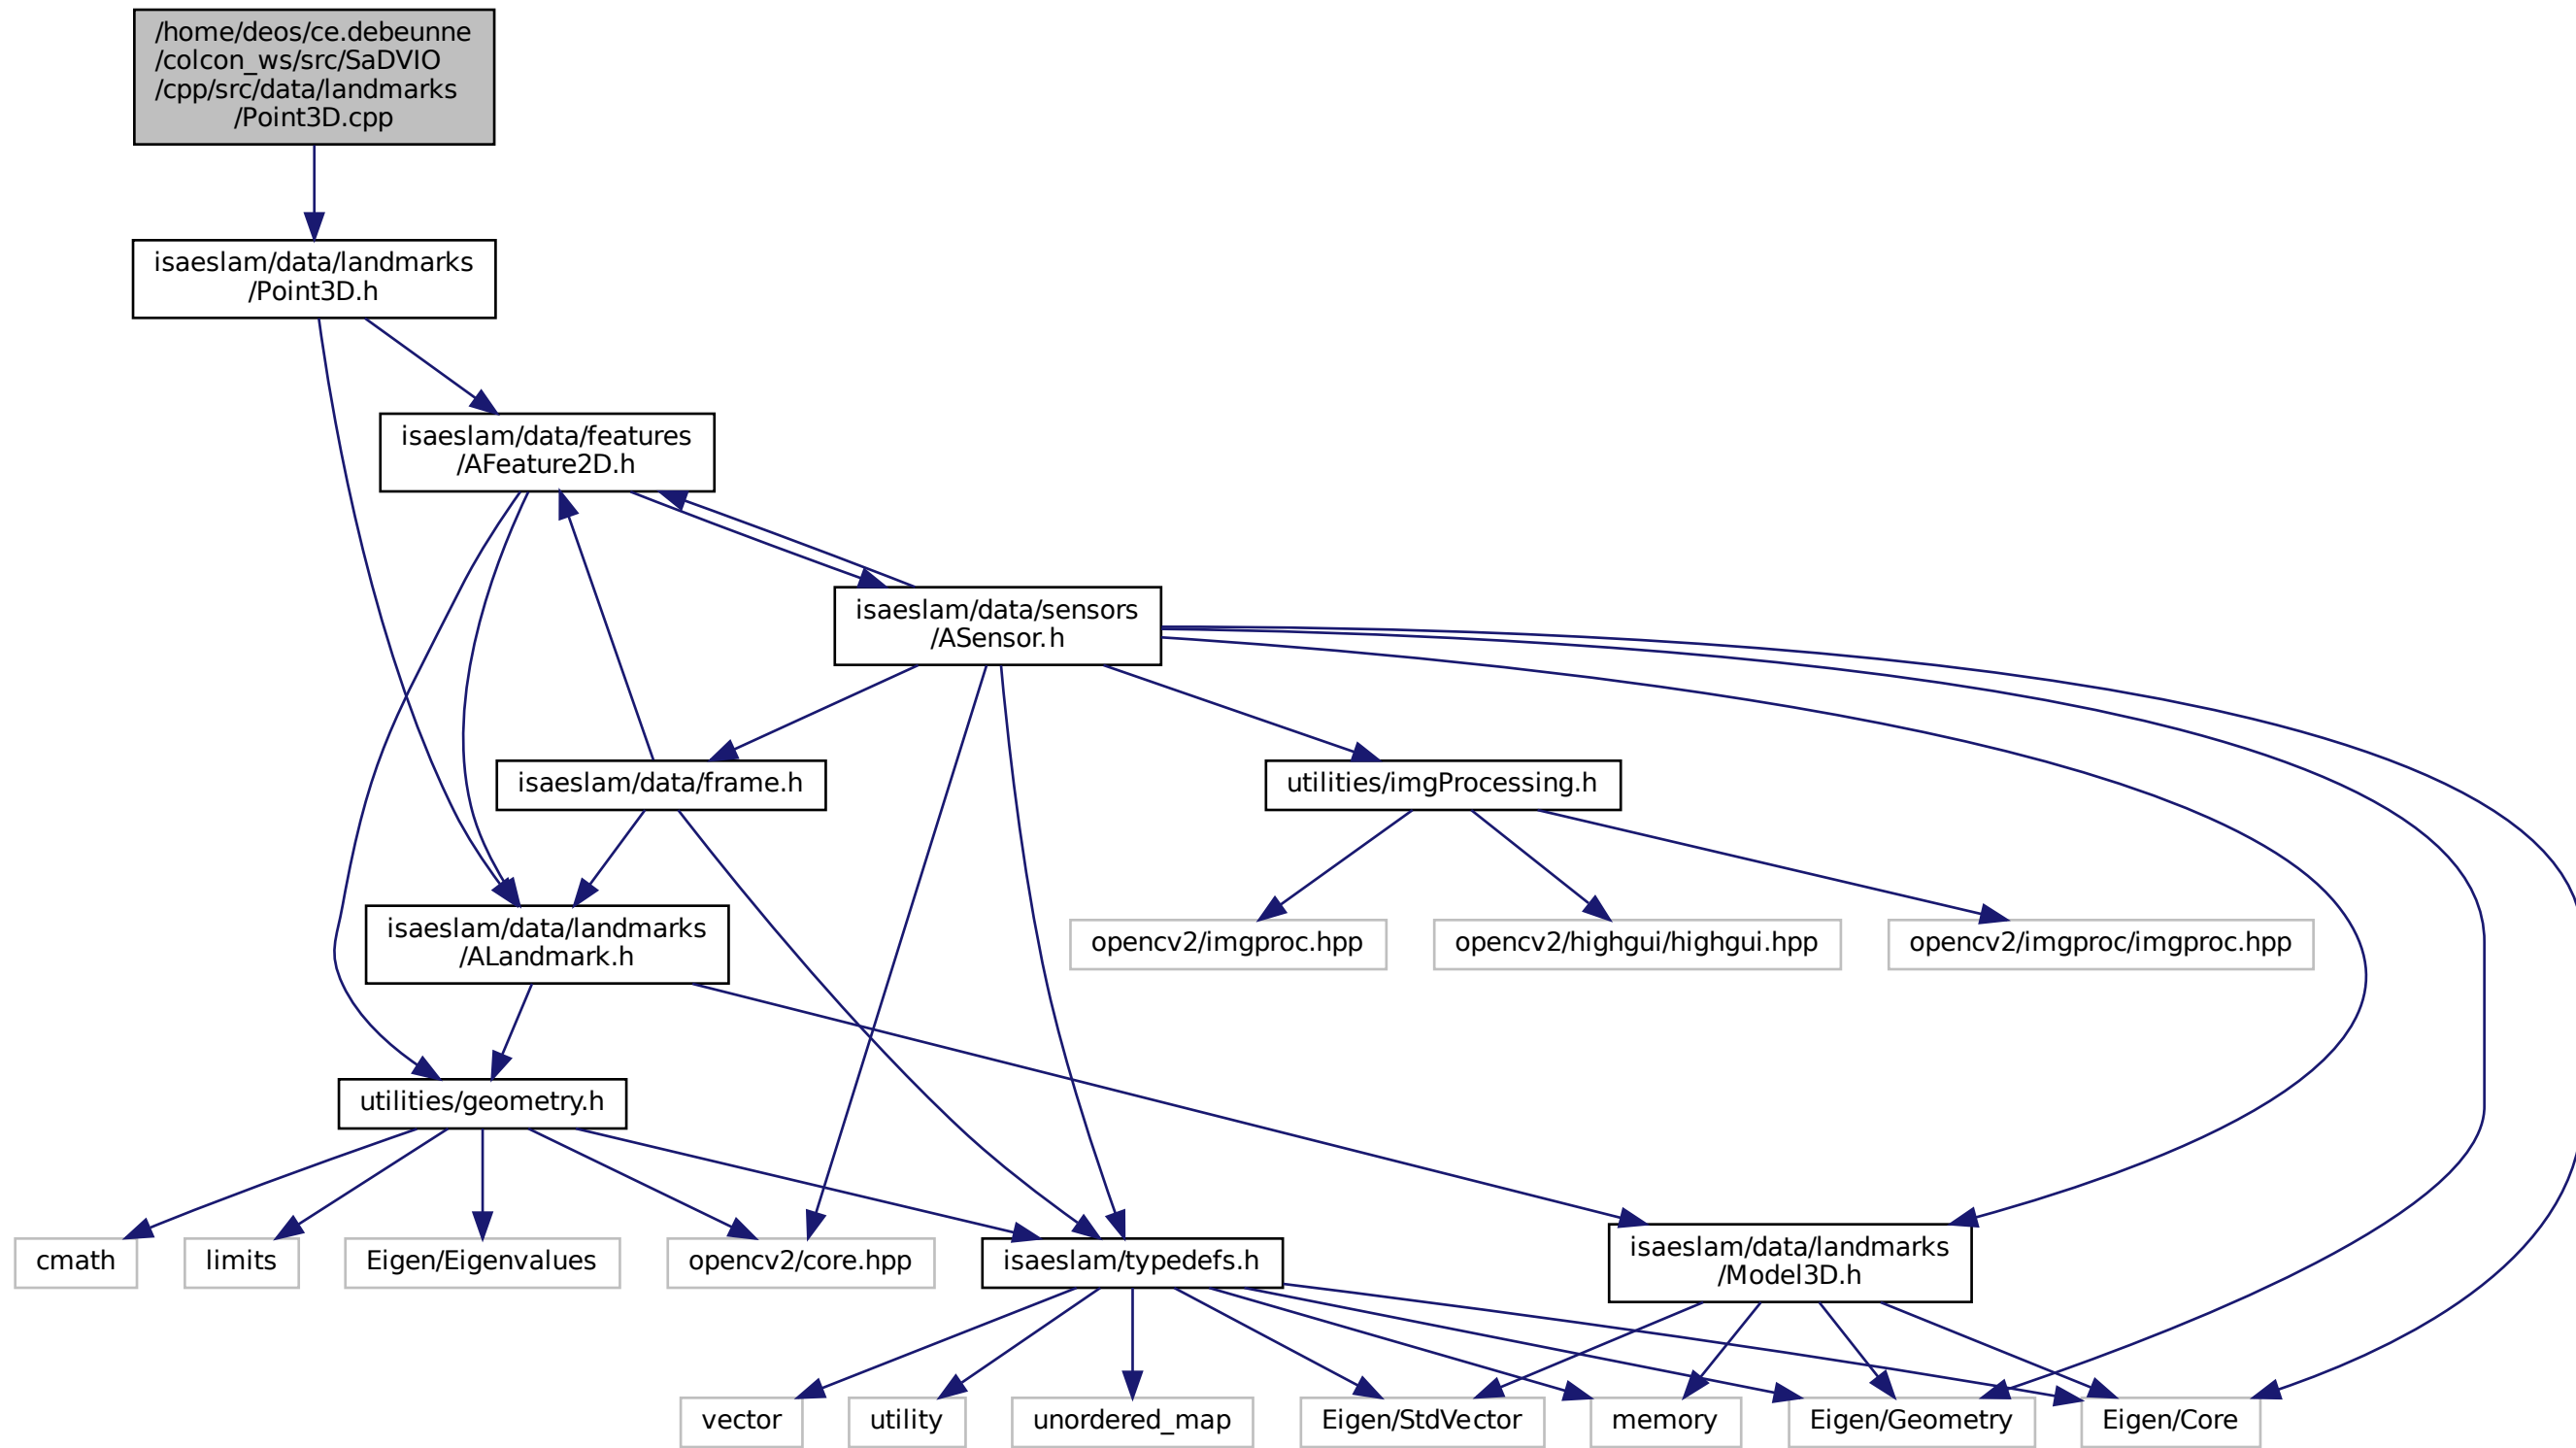 /home/deos/ce.debeunne
/colcon_ws/src/SaDVIO
/cpp/src/data/landmarks
/Point3D.cpp
isaeslam/data/landmarks
/Point3D.h
isaeslam/data/features
/AFeature2D.h
isaeslam/data/sensors
/ASensor.h
isaeslam/data/frame.h
utilities/imgProcessing.h
isaeslam/data/landmarks
/ALandmark.h
opencv2/imgproc.hpp
opencv2/highgui/highgui.hpp
opencv2/imgproc/imgproc.hpp
utilities/geometry.h
cmath
limits
Eigen/Eigenvalues
opencv2/core.hpp
isaeslam/typedefs.h
isaeslam/data/landmarks
/Model3D.h
vector
utility
unordered_map
Eigen/StdVector
memory
Eigen/Geometry
Eigen/Core